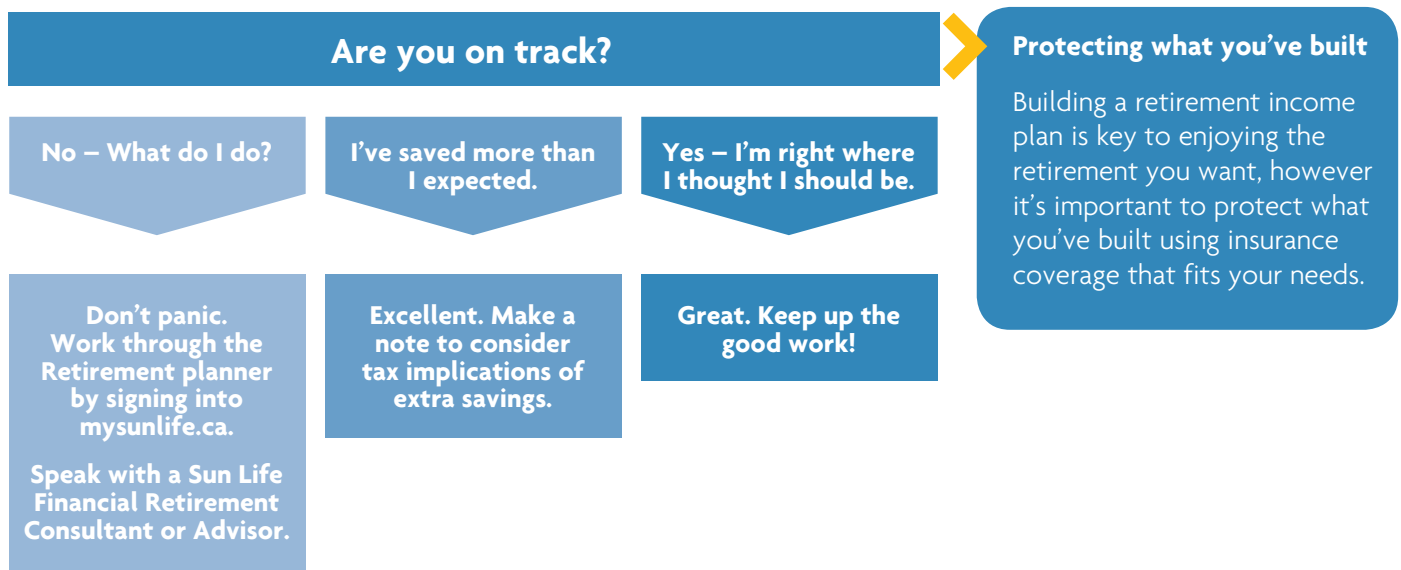 Are you on track?
No – What do I do?
Don't panic.
Work through the
Retirement planner
by signing into
mysunlife.ca.
Speak with a Sun Life
Financial Retirement
Consultant or Advisor.
I've saved more than
I expected.
Excellent. Make a
note to consider
tax implications of
extra savings.
Yes – I'm right where
I thought I should be.
Great. Keep up the
good work!
Protecting what you've built
Building a retirement income
plan is key to enjoying the
retirement you want, however
it's important to protect what
you've built using insurance
coverage that fits your needs.